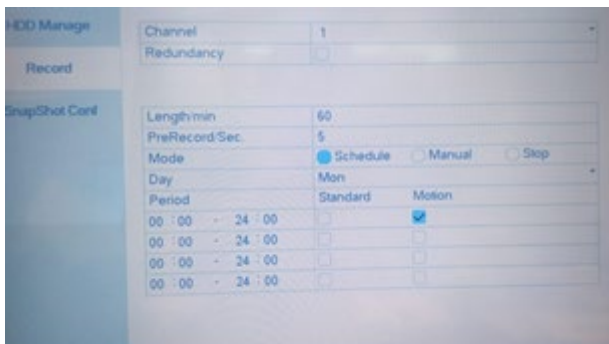 HDD Manage
Record
SnapShot Conf
Channel 1
Redundancy
Length/min 60
PreRecord/Sec. 5
Mode Schedule Manual Stop
Day Mon
Period Standard Motion
00 : 00 - 24 : 00
00 : 00 - 24 : 00
00 : 00 - 24 : 00
00 : 00 - 24 : 00